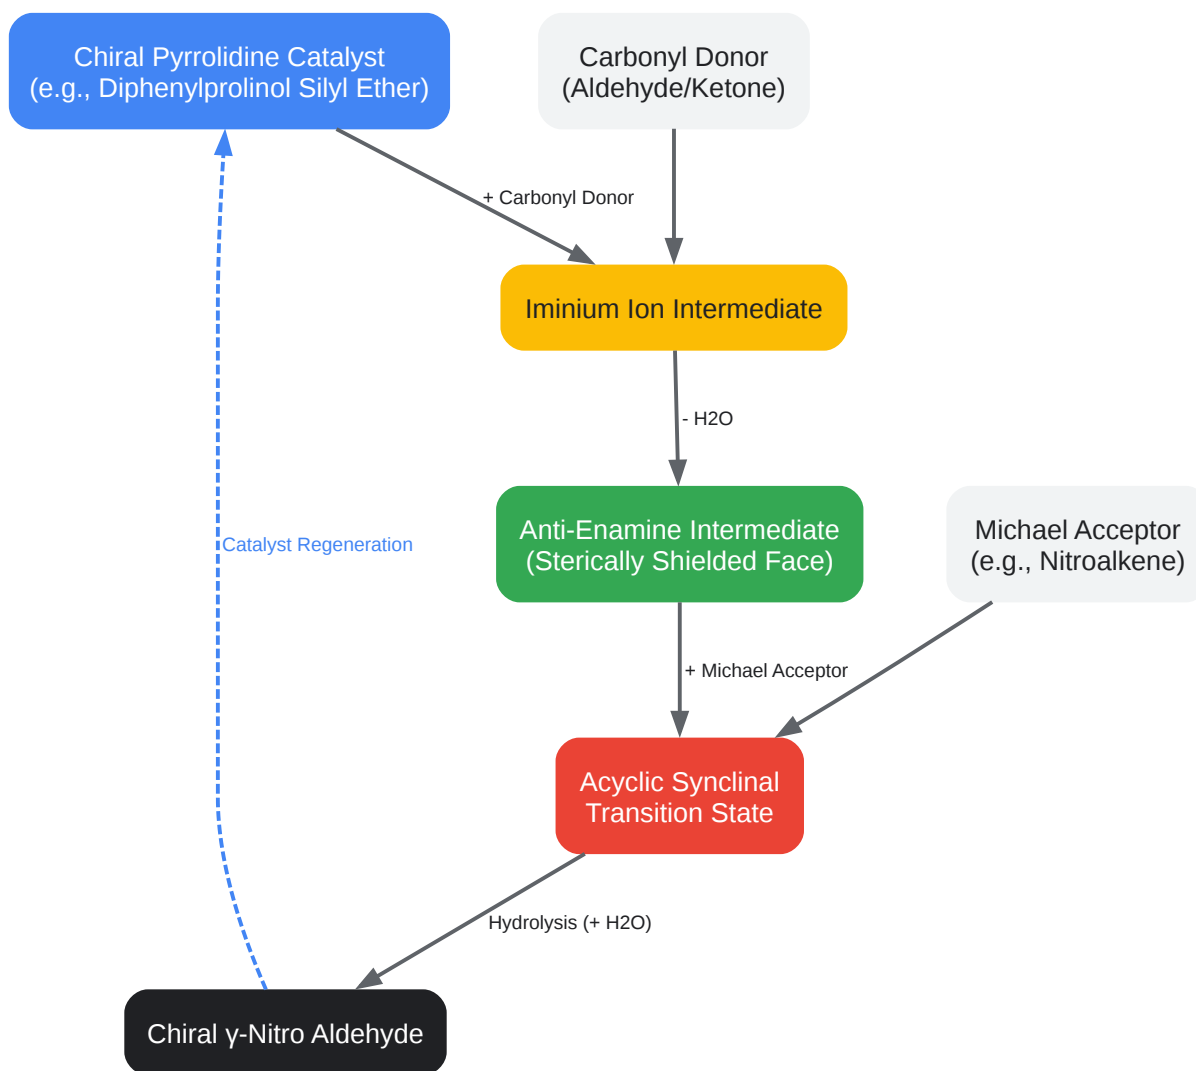 Chiral Pyrrolidine Catalyst
(e.g., Diphenylprolinol Silyl Ether)
Carbonyl Donor
(Aldehyde/Ketone)
+ Carbonyl Donor
Iminium Ion Intermediate
- H2O
Anti-Enamine Intermediate
(Sterically Shielded Face)
Michael Acceptor
(e.g., Nitroalkene)
Catalyst Regeneration
+ Michael Acceptor
Acyclic Synclinal
Transition State
Hydrolysis (+ H2O)
Chiral γ-Nitro Aldehyde